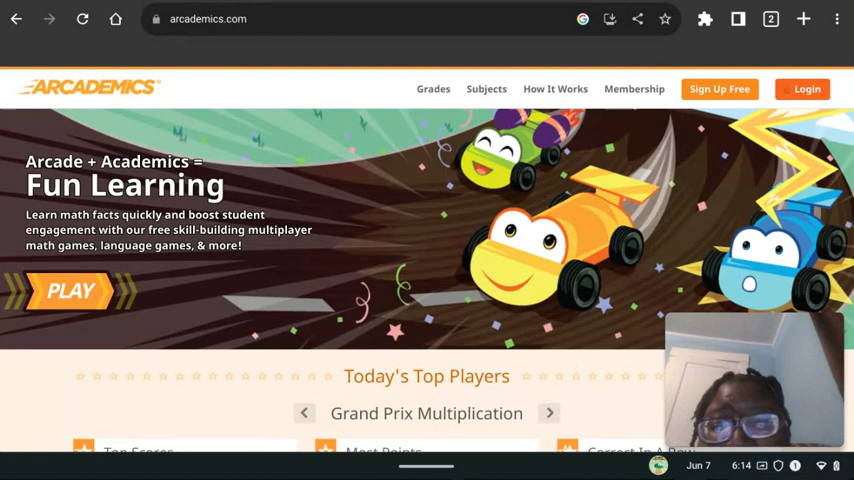 arcademics.com
2
ARCADEMICS
Grades Subjects How It Works Membership Sign Up Free Login
Arcade + Academics =
Fun Learning
Learn math facts quickly and boost student
engagement with our free skill-building multiplayer
math games, language games, & more!
PLAY
Today's Top Players
Grand Prix Multiplication
Top Scores Most Points Correct In A Row
Jun 7 6:14 1